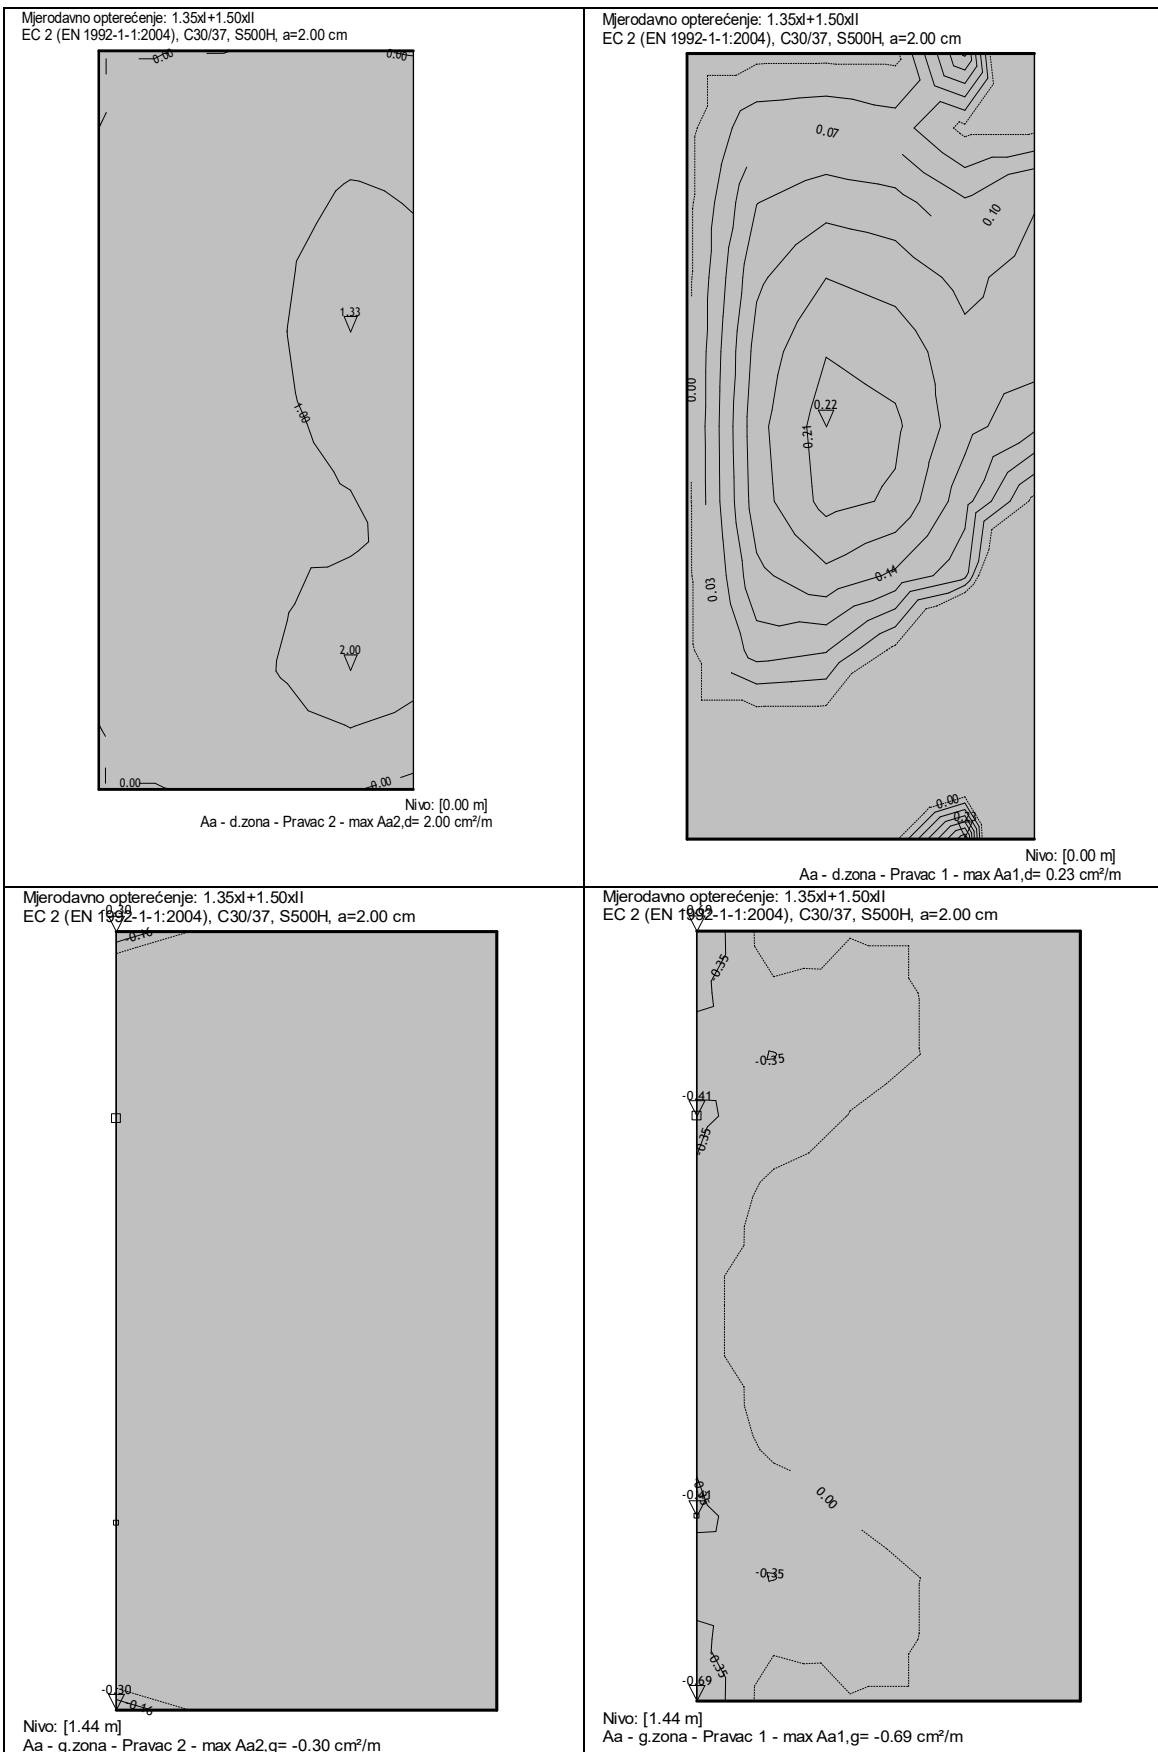 Mjerodavno opterećenje: 1.35xI+1.50xII
EC 2 (EN 1992-1-1:2004), C30/37, S500H, a=2.00 cm
0.00
0.00
1.33
1.00
2.00
0.00
0.00
Nivo: [0.00 m]
Aa - d.zona - Pravac 2 - max Aa2,d= 2.00 cm²/m
Mjerodavno opterećenje: 1.35xI+1.50xII
EC 2 (EN 1992-1-1:2004), C30/37, S500H, a=2.00 cm
0.07
0.10
0.00
0.22
0.21
0.14
0.03
0.00
0.23
Nivo: [0.00 m]
Aa - d.zona - Pravac 1 - max Aa1,d= 0.23 cm²/m
Mjerodavno opterećenje: 1.35xI+1.50xII
-0.30
EC 2 (EN 1992-1-1:2004), C30/37, S500H, a=2.00 cm
-0.16
-0.30
-0.16
Nivo: [1.44 m]
Aa - g.zona - Pravac 2 - max Aa2,g= -0.30 cm²/m
Mjerodavno opterećenje: 1.35xI+1.50xII
-0.69
EC 2 (EN 1992-1-1:2004), C30/37, S500H, a=2.00 cm
-0.35
-0.35
-0.41
-0.35
-0.35
-0.41
0.00
-0.35
-0.35
-0.69
Nivo: [1.44 m]
Aa - g.zona - Pravac 1 - max Aa1,g= -0.69 cm²/m